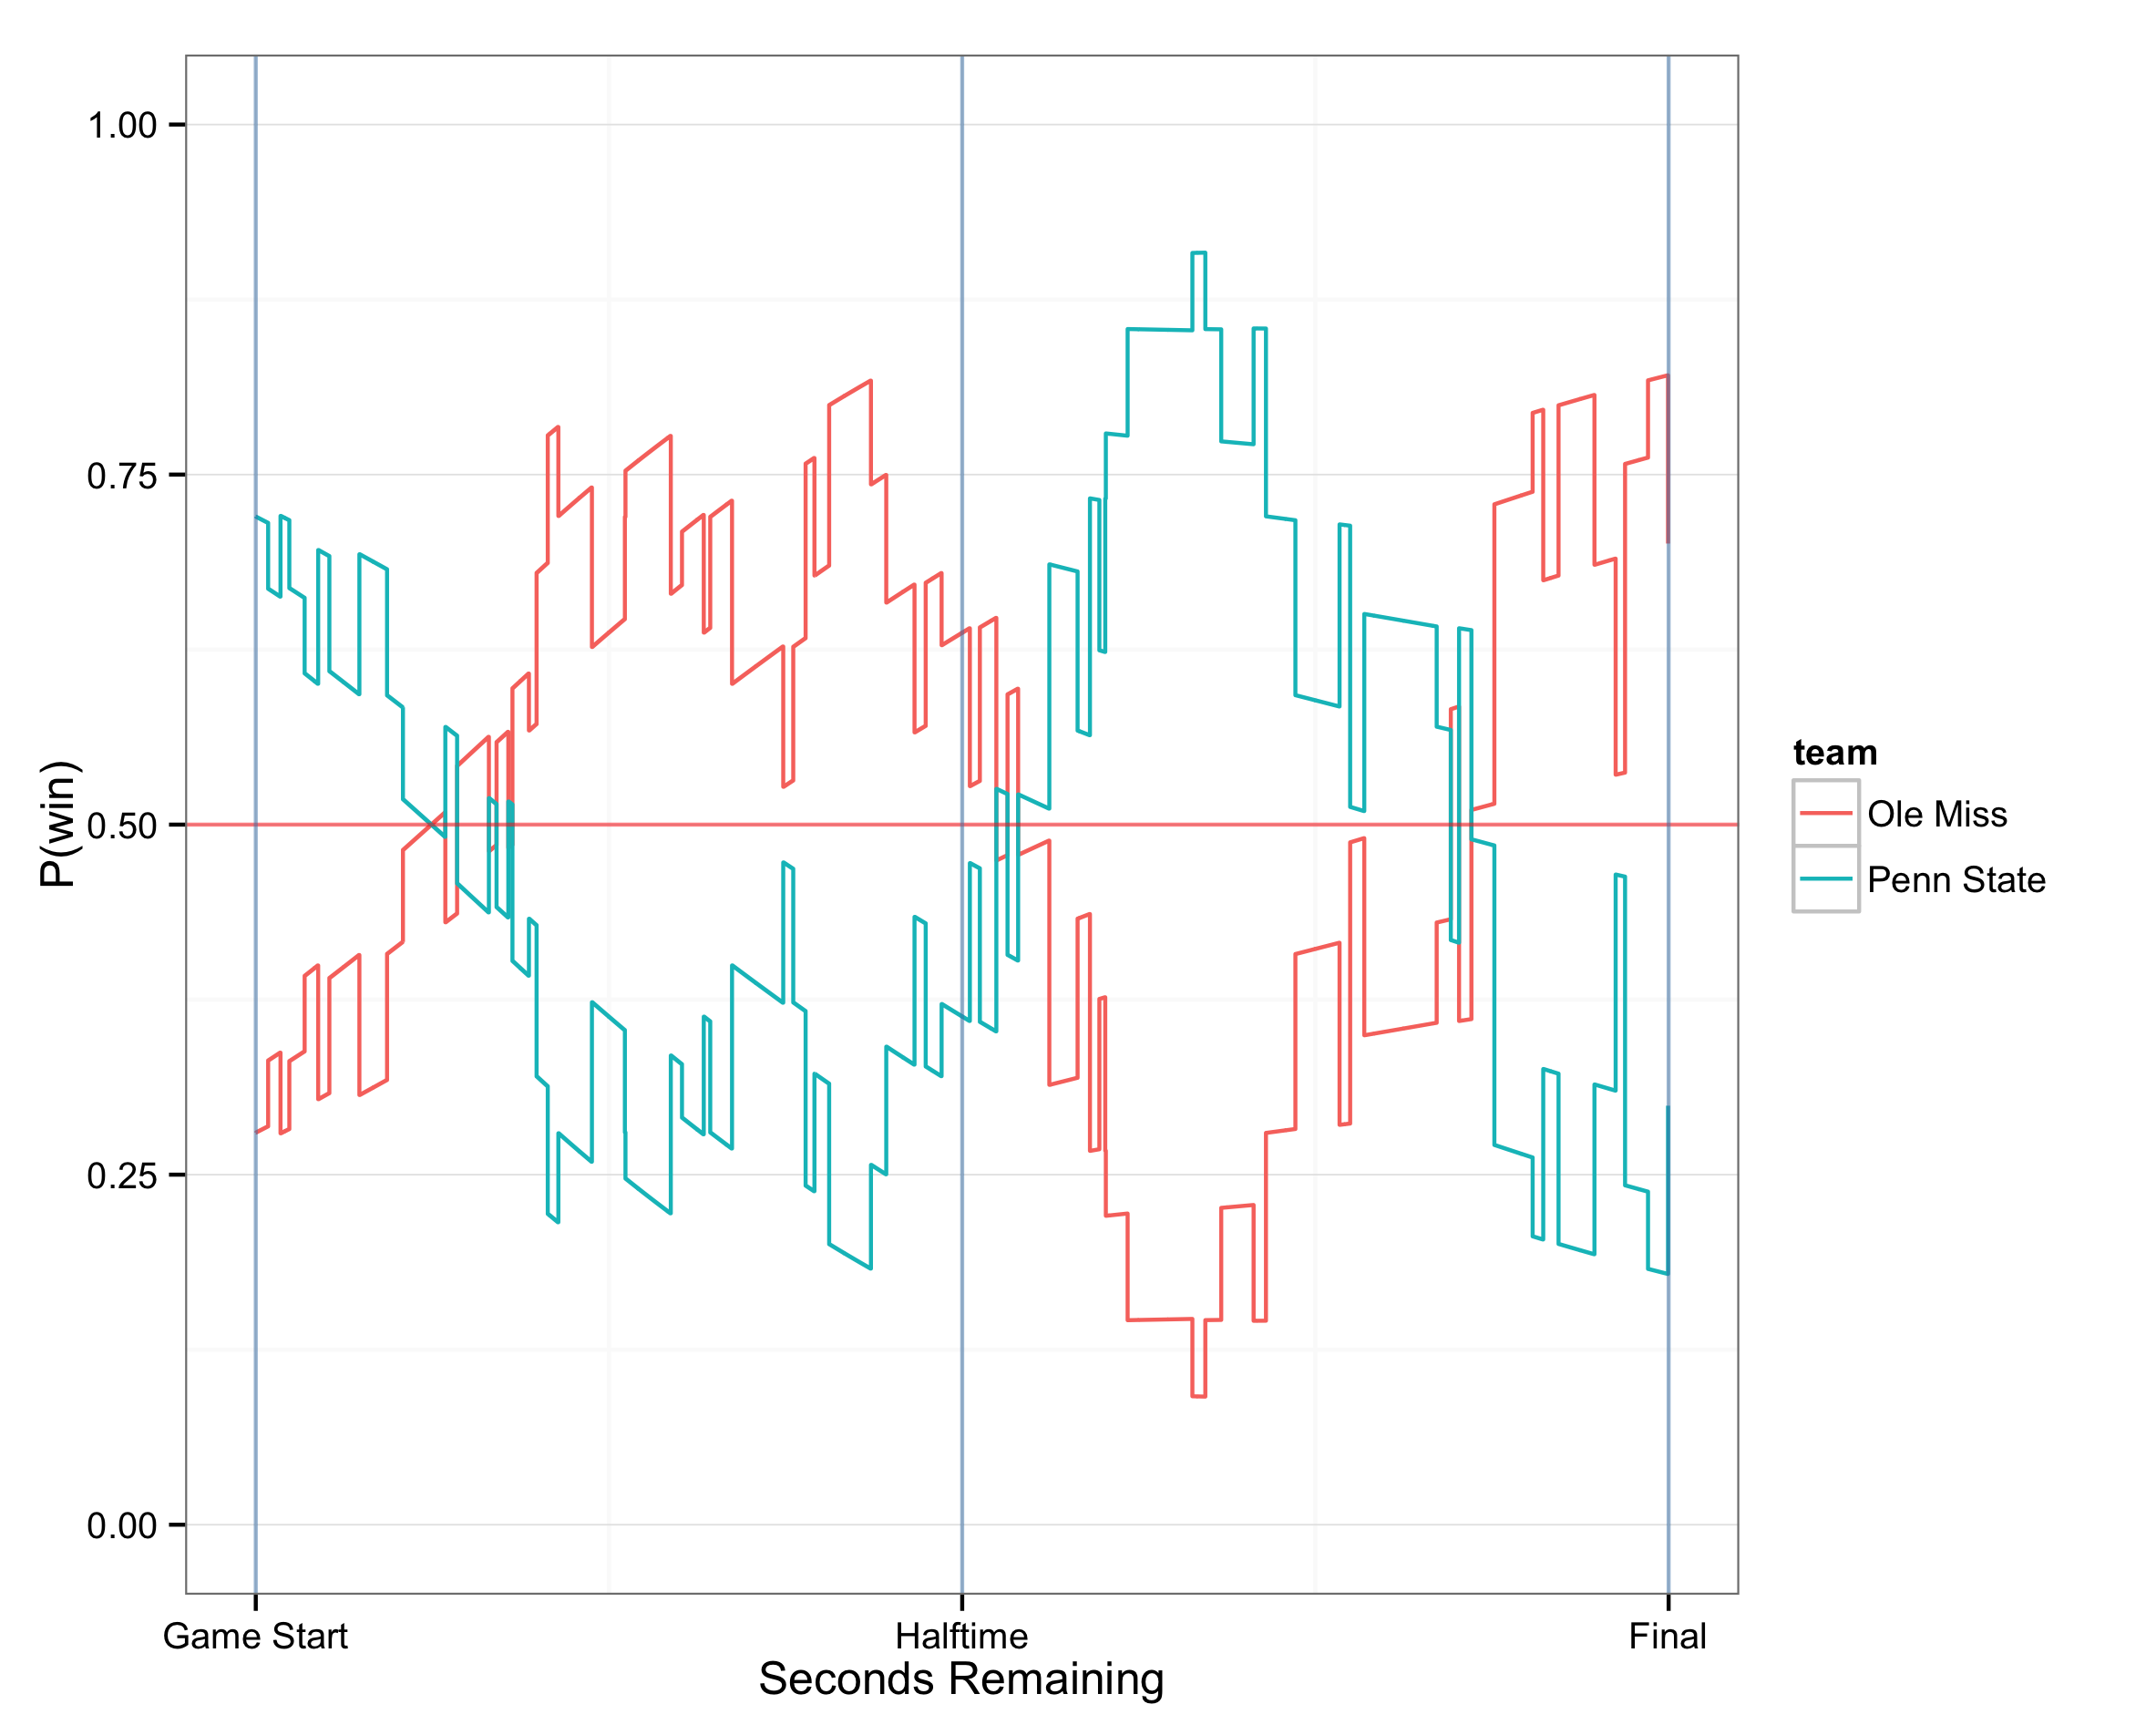 P(win)
1.00
0.75
0.50
0.25
0.00
Game Start
Halftime
Final
Seconds Remaining
team
Ole Miss
Penn State